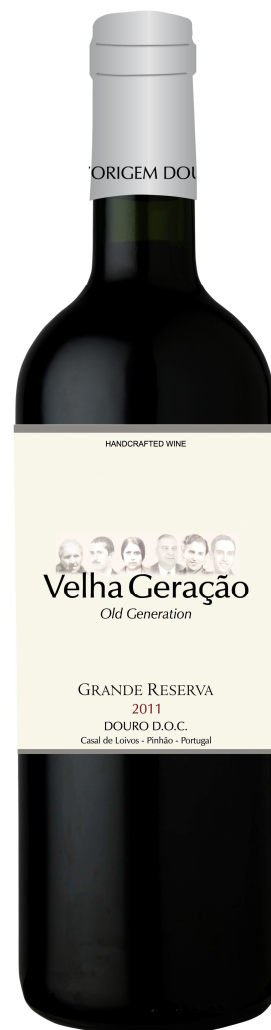 ORIGEM DOU
HANDCRAFTED WINE
Velha Geração
Old Generation
GRANDE RESERVA
2011
DOURO D.O.C.
Casal de Loivos - Pinhão - Portugal